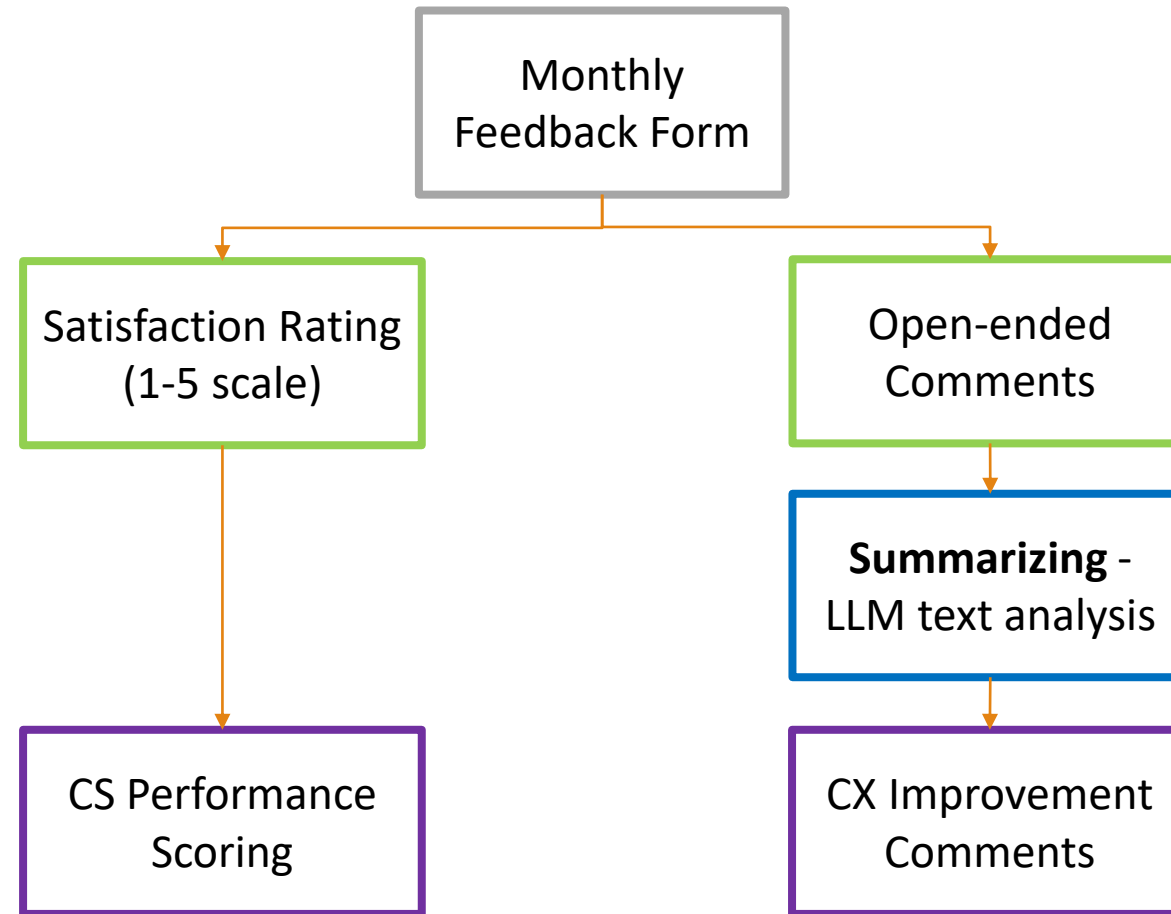 Monthly
Feedback Form
Satisfaction Rating
(1-5 scale)
Open-ended
Comments
Summarizing -
LLM text analysis
CS Performance
Scoring
CX Improvement
Comments